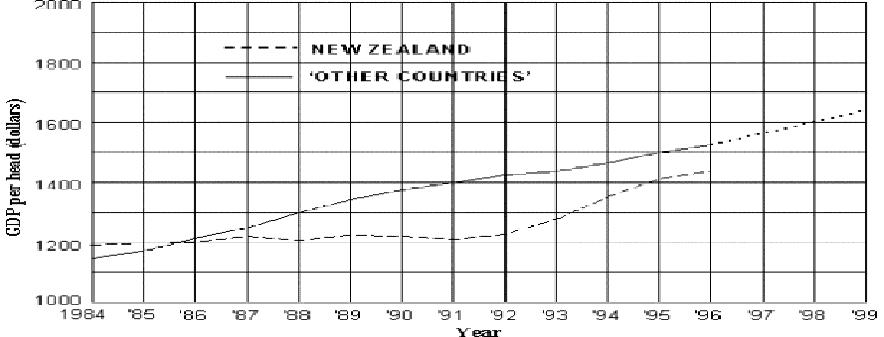 2000
1800
1600
1400
1200
1000
GDP per head (dollars)
NEW ZEALAND
'OTHER COUNTRIES'
1984 '85 '86 '87 '88 '89 '90 '91 '92 '93 '94 '95 '96 '97 '98 '99
Year